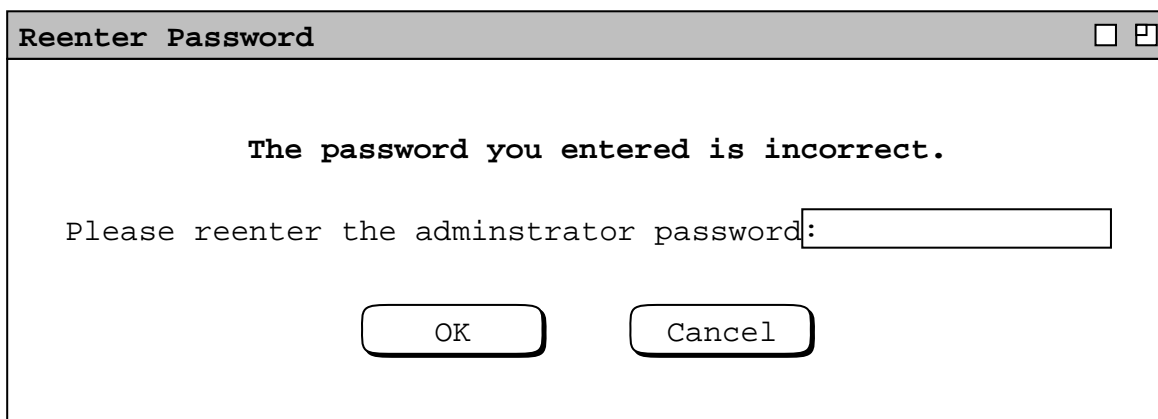 Reenter Password
The password you entered is incorrect.
Please reenter the adminstrator password:
OK Cancel